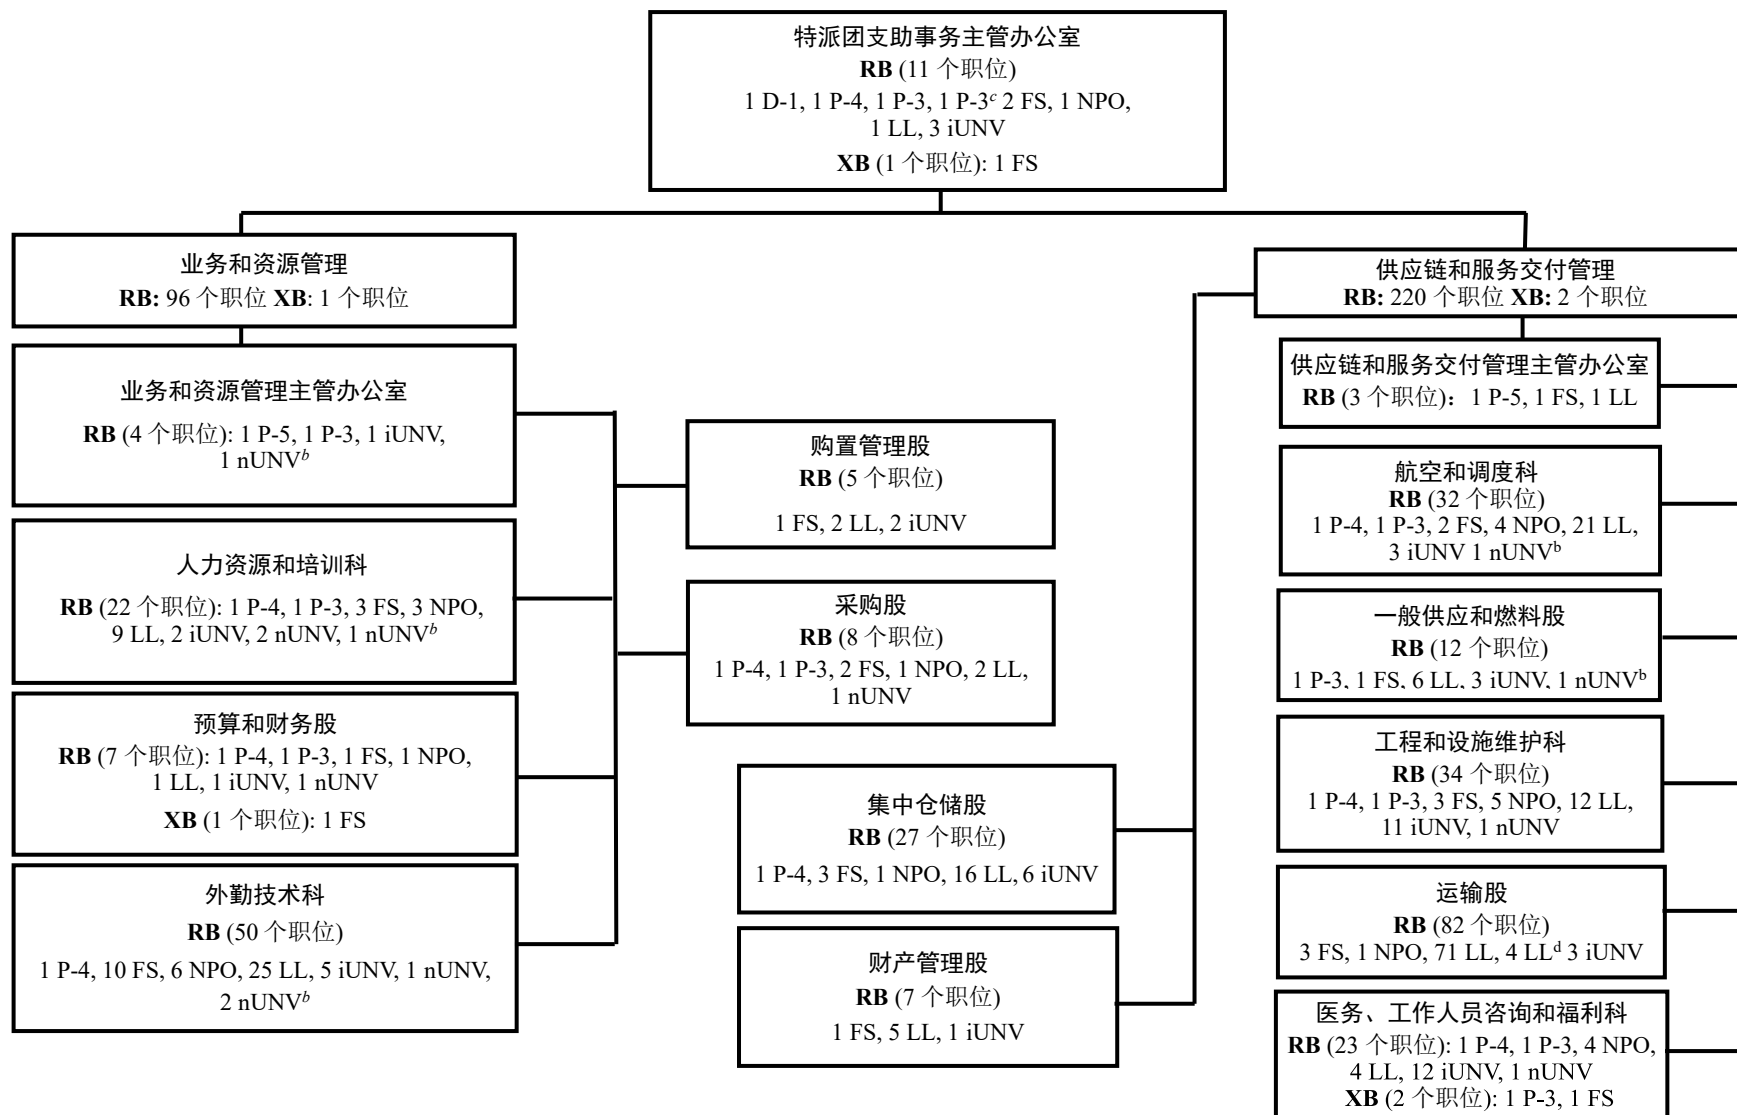 特派团支助事务主管办公室
RB (11 个职位)
1 D-1, 1 P-4, 1 P-3, 1 P-3ᶜ 2 FS, 1 NPO,
1 LL, 3 iUNV
XB (1 个职位): 1 FS
业务和资源管理
RB: 96 个职位 XB: 1 个职位
业务和资源管理主管办公室
RB (4 个职位): 1 P-5, 1 P-3, 1 iUNV,
1 nUNVᵇ
人力资源和培训科
RB (22 个职位): 1 P-4, 1 P-3, 3 FS, 3 NPO,
9 LL, 2 iUNV, 2 nUNV, 1 nUNVᵇ
预算和财务股
RB (7 个职位): 1 P-4, 1 P-3, 1 FS, 1 NPO,
1 LL, 1 iUNV, 1 nUNV
XB (1 个职位): 1 FS
外勤技术科
RB (50 个职位)
1 P-4, 10 FS, 6 NPO, 25 LL, 5 iUNV, 1 nUNV,
2 nUNVᵇ
购置管理股
RB (5 个职位)
1 FS, 2 LL, 2 iUNV
采购股
RB (8 个职位)
1 P-4, 1 P-3, 2 FS, 1 NPO, 2 LL,
1 nUNV
集中仓储股
RB (27 个职位)
1 P-4, 3 FS, 1 NPO, 16 LL, 6 iUNV
财产管理股
RB (7 个职位)
1 FS, 5 LL, 1 iUNV
供应链和服务交付管理
RB: 220 个职位 XB: 2 个职位
供应链和服务交付管理主管办公室
RB (3 个职位)：1 P-5, 1 FS, 1 LL
航空和调度科
RB (32 个职位)
1 P-4, 1 P-3, 2 FS, 4 NPO, 21 LL,
3 iUNV 1 nUNVᵇ
一般供应和燃料股
RB (12 个职位)
1 P-3, 1 FS, 6 LL, 3 iUNV, 1 nUNVᵇ
工程和设施维护科
RB (34 个职位)
1 P-4, 1 P-3, 3 FS, 5 NPO, 12 LL,
11 iUNV, 1 nUNV
运输股
RB (82 个职位)
3 FS, 1 NPO, 71 LL, 4 LLᵈ 3 iUNV
医务、工作人员咨询和福利科
RB (23 个职位): 1 P-4, 1 P-3, 4 NPO,
4 LL, 12 iUNV, 1 nUNV
XB (2 个职位): 1 P-3, 1 FS